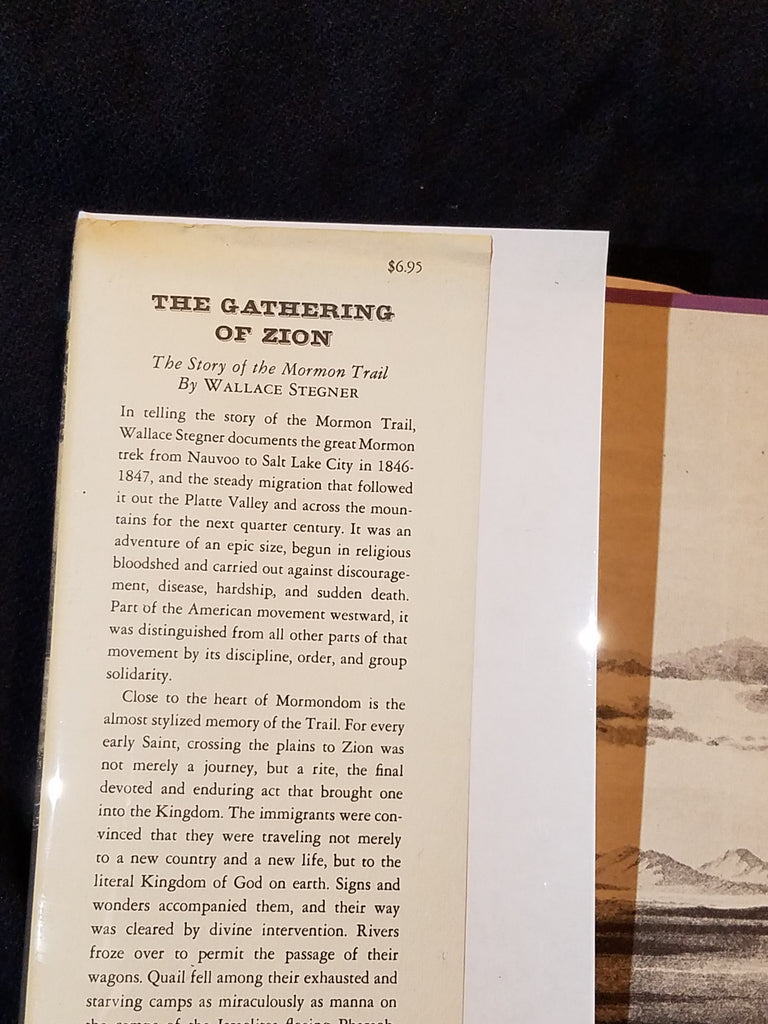 $6.95
THE GATHERING
OF ZION
The Story of the Mormon Trail
By WALLACE STEGNER
In telling the story of the Mormon Trail,
Wallace Stegner documents the great Mormon
trek from Nauvoo to Salt Lake City in 1846-
1847, and the steady migration that followed
it out the Platte Valley and across the moun-
tains for the next quarter century. It was an
adventure of an epic size, begun in religious
bloodshed and carried out against discourage-
ment, disease, hardship, and sudden death.
Part of the American movement westward, it
was distinguished from all other parts of that
movement by its discipline, order, and group
solidarity.
Close to the heart of Mormondom is the
almost stylized memory of the Trail. For every
early Saint, crossing the plains to Zion was
not merely a journey, but a rite, the final
devoted and enduring act that brought one
into the Kingdom. The immigrants were con-
vinced that they were traveling not merely
to a new country and a new life, but to the
literal Kingdom of God on earth. Signs and
wonders accompanied them, and their way
was cleared by divine intervention. Rivers
froze over to permit the passage of their
wagons. Quail fell among their exhausted and
starving camps as miraculously as manna on